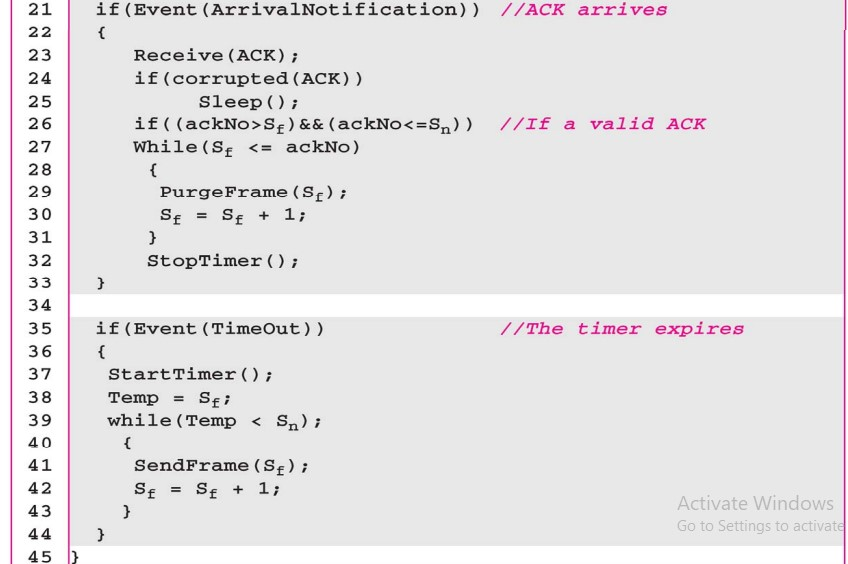 21 if(Event(ArrivalNotification)) //ACK arrives
22 {
23 Receive(ACK);
24 if(corrupted(ACK))
25 Sleep();
26 if((ackNo>Sf)&&(ackNo<=Sn)) //If a valid ACK
27 While(Sf <= ackNo)
28 {
29 PurgeFrame(Sf);
30 Sf = Sf + 1;
31 }
32 StopTimer();
33 }
34
35 if(Event(TimeOut)) //The timer expires
36 {
37 StartTimer();
38 Temp = Sf;
39 while(Temp < Sn);
40 {
41 SendFrame(Sf);
42 Sf = Sf + 1;
43 }
44 }
45 }
Activate Windows
Go to Settings to activate